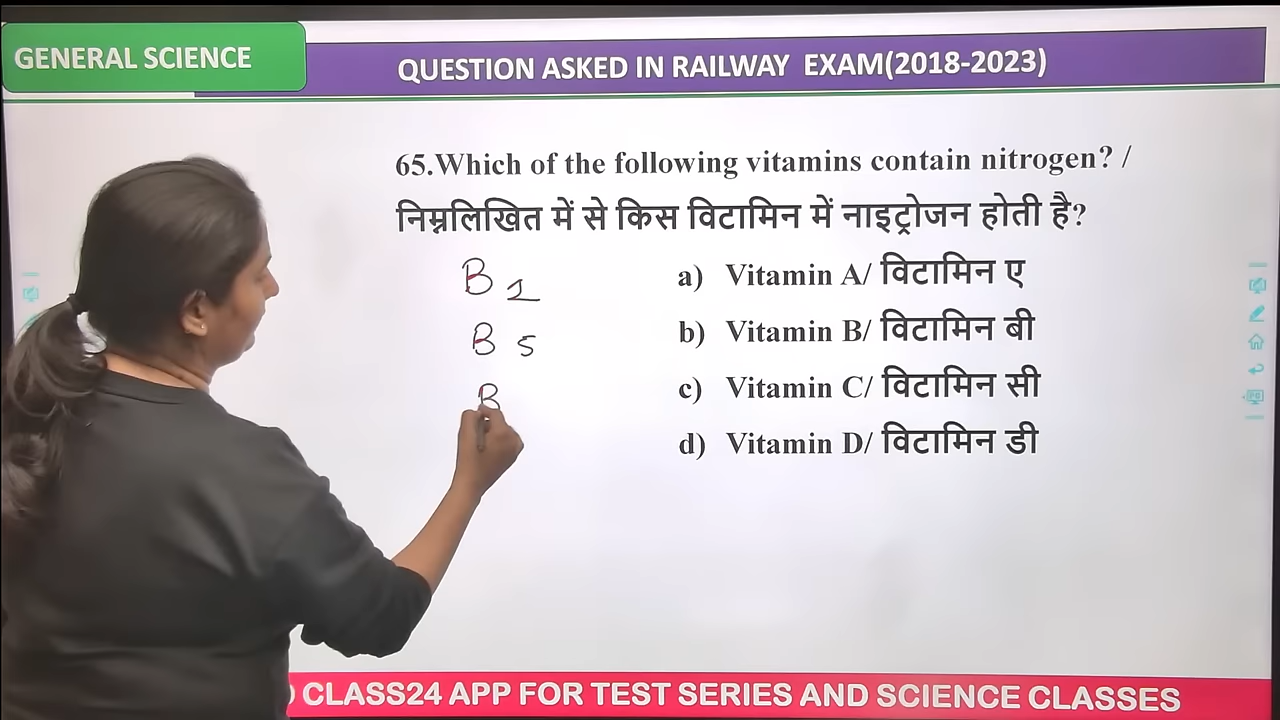 GENERAL SCIENCE
QUESTION ASKED IN RAILWAY EXAM(2018-2023)
65.Which of the following vitamins contain nitrogen? /
निम्नलिखित में से किस विटामिन में नाइट्रोजन होती है?
B 1
B 5
B
a) Vitamin A/ विटामिन ए
b) Vitamin B/ विटामिन बी
c) Vitamin C/ विटामिन सी
d) Vitamin D/ विटामिन डी
CLASS24 APP FOR TEST SERIES AND SCIENCE CLASSES